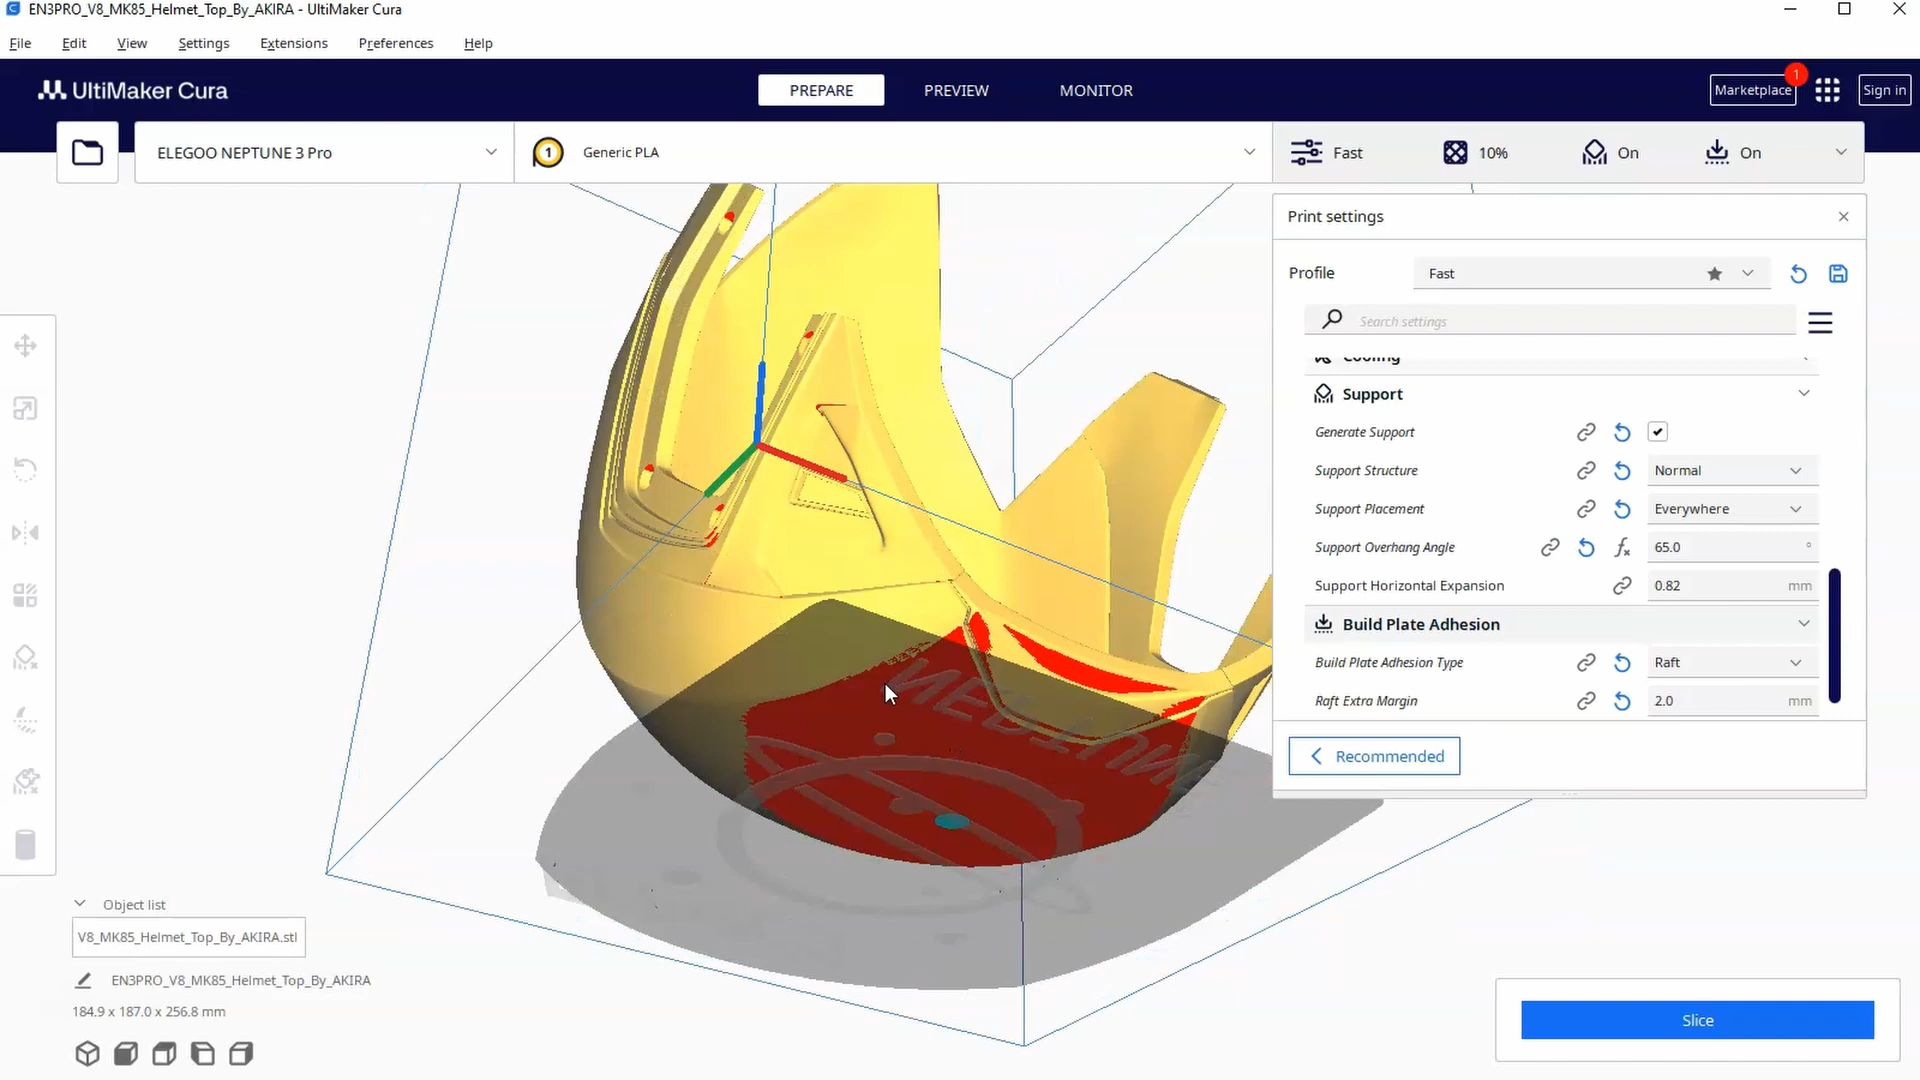 EN3PRO_V8_MK85_Helmet_Top_By_AKIRA - UltiMaker Cura
File Edit View Settings Extensions Preferences Help
UltiMaker Cura
PREPARE PREVIEW MONITOR
Marketplace 1
Sign in
ELEGOO NEPTUNE 3 Pro
1 Generic PLA
Fast 10% On On
Print settings
Profile Fast
Search settings
Cooling
Support
Generate Support
Support Structure Normal
Support Placement Everywhere
Support Overhang Angle 65.0 °
Support Horizontal Expansion 0.82 mm
Build Plate Adhesion
Build Plate Adhesion Type Raft
Raft Extra Margin 2.0 mm
Recommended
Object list
V8_MK85_Helmet_Top_By_AKIRA.stl
EN3PRO_V8_MK85_Helmet_Top_By_AKIRA
184.9 x 187.0 x 256.8 mm
Slice